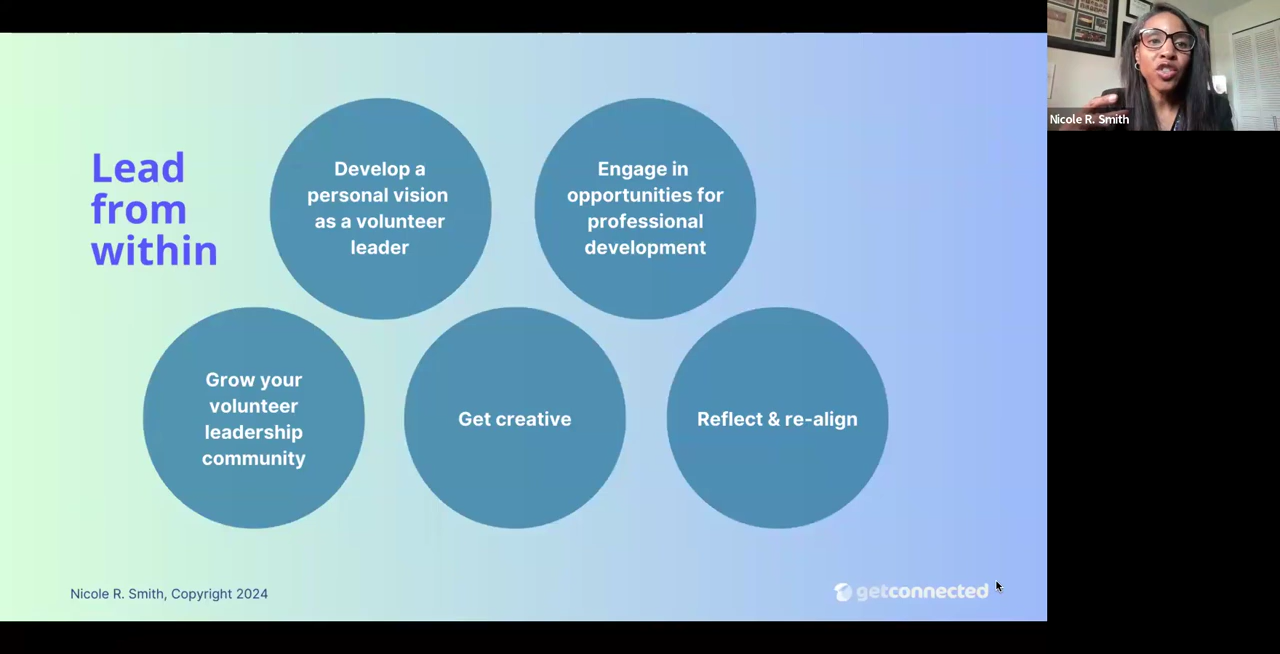 Lead
from
within
Develop a
personal vision
as a volunteer
leader
Engage in
opportunities for
professional
development
Grow your
volunteer
leadership
community
Get creative
Reflect & re-align
Nicole R. Smith, Copyright 2024
getconnected
Nicole R. Smith